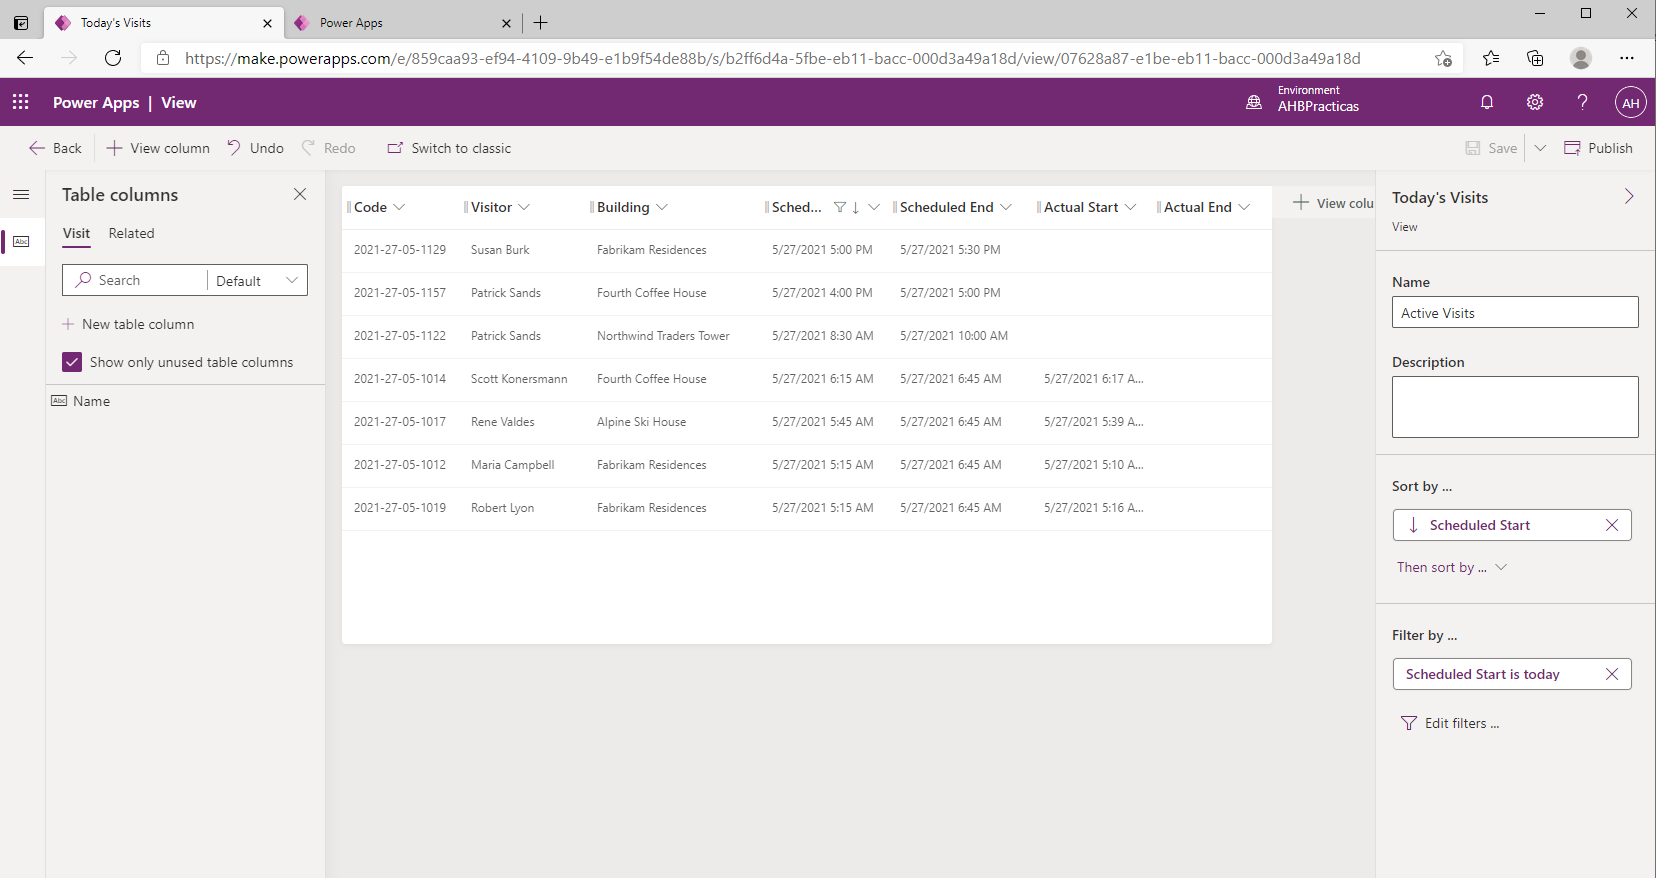 Today's Visits
Power Apps
https://make.powerapps.com/e/859caa93-ef94-4109-9b49-e1b9f54de88b/s/b2ff6d4a-5fbe-eb11-bacc-000d3a49a18d/view/07628a87-e1be-eb11-bacc-000d3a49a18d
Power Apps | View
Environment
AHBPracticas
?
AH
Back
View column
Undo
Redo
Switch to classic
Save
Publish
Table columns
Visit Related
Search Default
New table column
Show only unused table columns
Abc Name
Abc
Code Visitor Building Sched... Scheduled End Actual Start Actual End
View colu
2021-27-05-1129 Susan Burk Fabrikam Residences 5/27/2021 5:00 PM 5/27/2021 5:30 PM
2021-27-05-1157 Patrick Sands Fourth Coffee House 5/27/2021 4:00 PM 5/27/2021 5:00 PM
2021-27-05-1122 Patrick Sands Northwind Traders Tower 5/27/2021 8:30 AM 5/27/2021 10:00 AM
2021-27-05-1014 Scott Konersmann Fourth Coffee House 5/27/2021 6:15 AM 5/27/2021 6:45 AM 5/27/2021 6:17 A...
2021-27-05-1017 Rene Valdes Alpine Ski House 5/27/2021 5:45 AM 5/27/2021 6:45 AM 5/27/2021 5:39 A...
2021-27-05-1012 Maria Campbell Fabrikam Residences 5/27/2021 5:15 AM 5/27/2021 6:45 AM 5/27/2021 5:10 A...
2021-27-05-1019 Robert Lyon Fabrikam Residences 5/27/2021 5:15 AM 5/27/2021 6:45 AM 5/27/2021 5:16 A...
Today's Visits
View
Name
Active Visits
Description
Sort by ...
Scheduled Start
Then sort by ...
Filter by ...
Scheduled Start is today
Edit filters ...